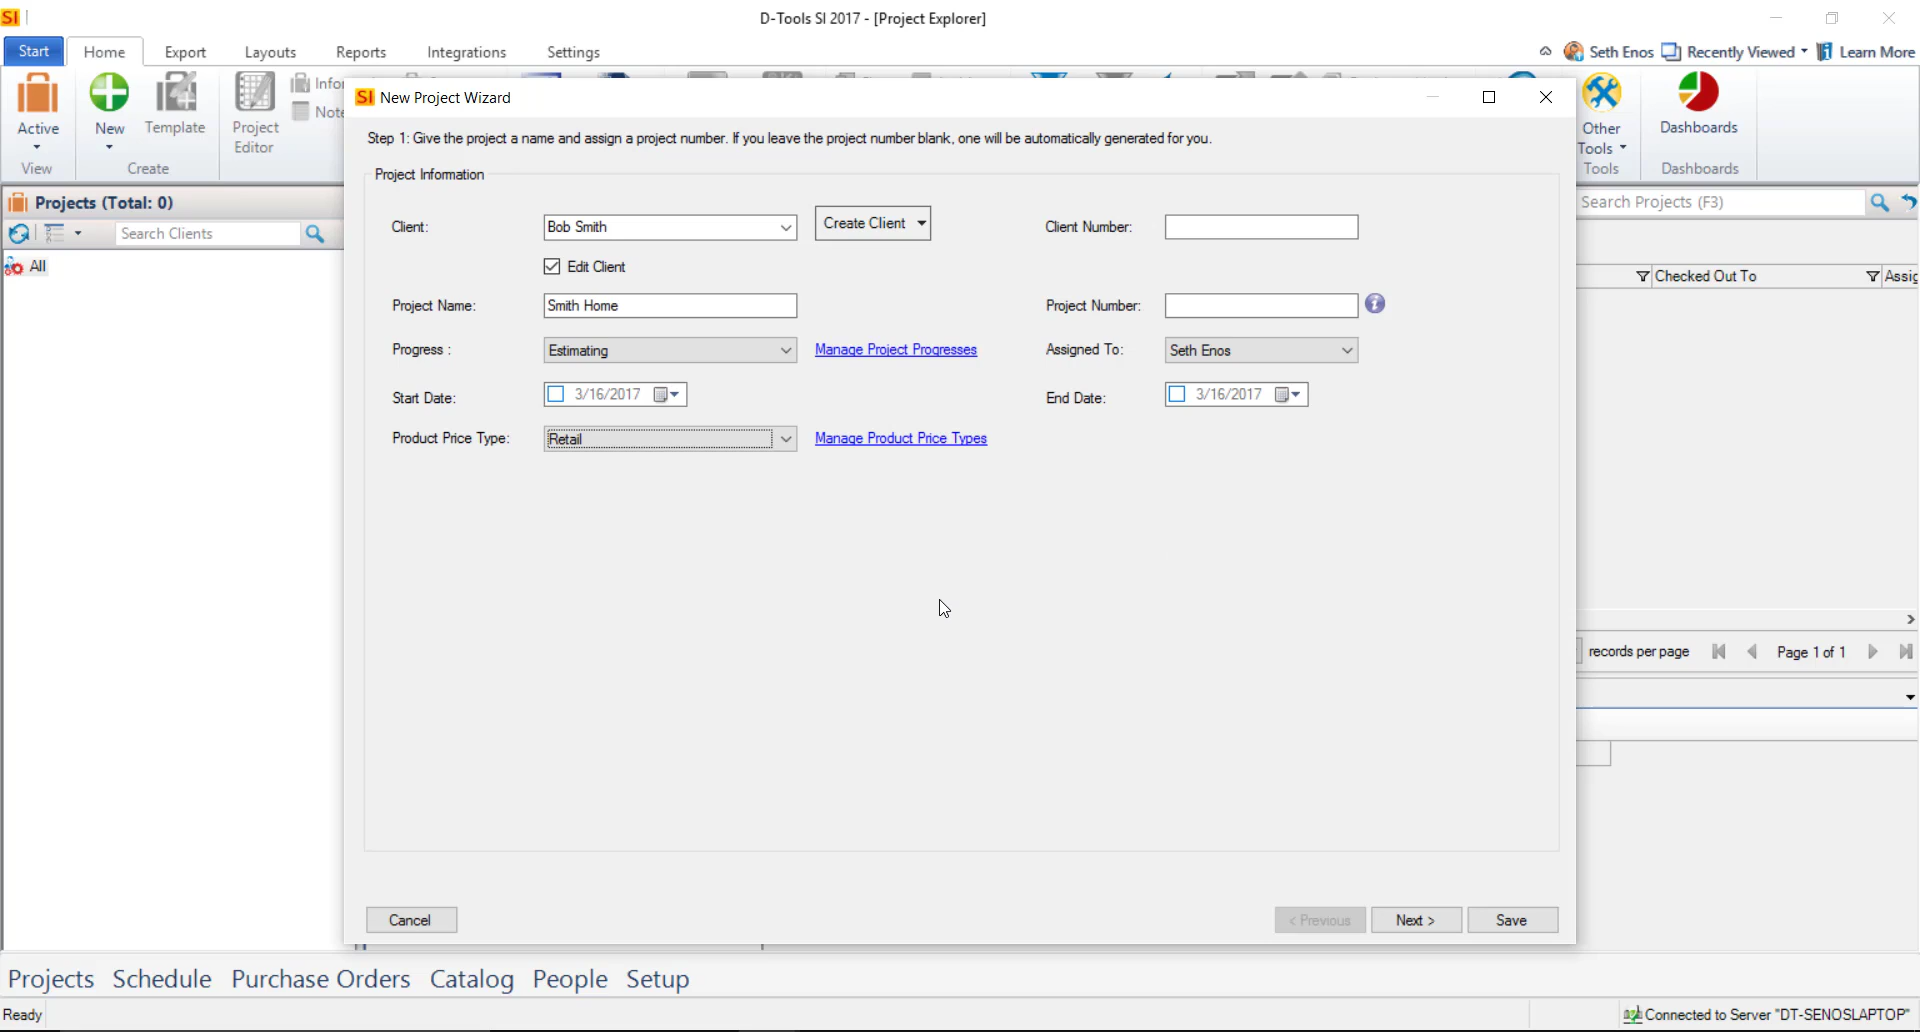 SI D-Tools SI 2017 - [Project Explorer]
Start Home Export Layouts Reports Integrations Settings Seth Enos Recently Viewed Learn More
Active New Template Project Editor Other Tools Dashboards
View Create Tools Dashboards
SI New Project Wizard
Step 1: Give the project a name and assign a project number. If you leave the project number blank, one will be automatically generated for you.
Project Information
Client: Bob Smith Create Client Client Number:
Edit Client
Project Name: Smith Home Project Number:
Progress : Estimating Manage Project Progresses Assigned To: Seth Enos
Start Date: 3/16/2017 End Date: 3/16/2017
Product Price Type: Retail Manage Product Price Types
Cancel < Previous Next > Save
Projects (Total: 0) Search Projects (F3)
Search Clients
All Checked Out To
records per page Page 1 of 1
Projects Schedule Purchase Orders Catalog People Setup
Ready Connected to Server "DT-SENOSLAPTOP"